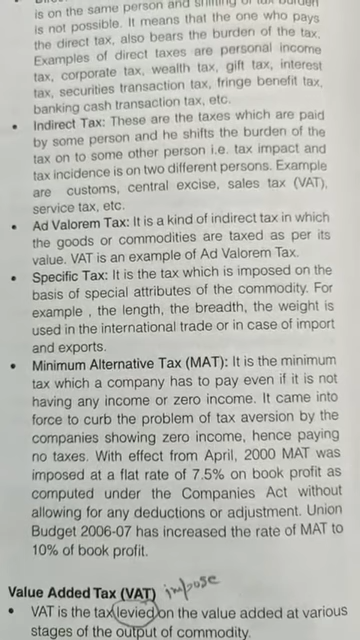 is on the same person and shifting of tax burden
is not possible. It means that the one who pays
the direct tax, also bears the burden of the tax.
Examples of direct taxes are personal income
tax, corporate tax, wealth tax, gift tax, interest
tax, securities transaction tax, fringe benefit tax,
banking cash transaction tax, etc.
• Indirect Tax: These are the taxes which are paid
by some person and he shifts the burden of the
tax on to some other person i.e. tax impact and
tax incidence is on two different persons. Example
are customs, central excise, sales tax (VAT),
service tax, etc.
• Ad Valorem Tax: It is a kind of indirect tax in which
the goods or commodities are taxed as per its
value. VAT is an example of Ad Valorem Tax.
• Specific Tax: It is the tax which is imposed on the
basis of special attributes of the commodity. For
example , the length, the breadth, the weight is
used in the international trade or in case of import
and exports.
• Minimum Alternative Tax (MAT): It is the minimum
tax which a company has to pay even if it is not
having any income or zero income. It came into
force to curb the problem of tax aversion by the
companies showing zero income, hence paying
no taxes. With effect from April, 2000 MAT was
imposed at a flat rate of 7.5% on book profit as
computed under the Companies Act without
allowing for any deductions or adjustment. Union
Budget 2006-07 has increased the rate of MAT to
10% of book profit.
Value Added Tax (VAT) impose
• VAT is the tax levied on the value added at various
stages of the output of commodity.